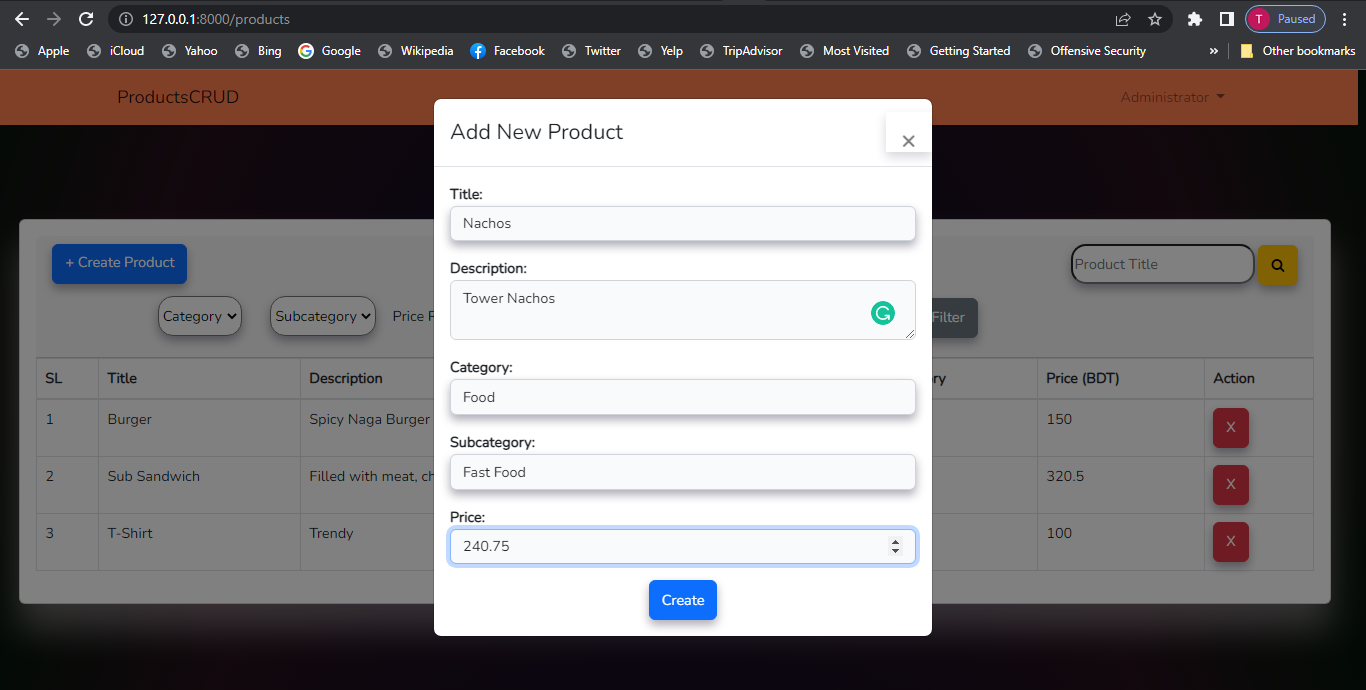 127.0.0.1:8000/products
T Paused
Apple iCloud Yahoo Bing Google Wikipedia Facebook Twitter Yelp TripAdvisor Most Visited Getting Started Offensive Security » Other bookmarks
ProductsCRUD Administrator
Add New Product ×
Title:
Nachos
+ Create Product Product Title
Description:
Tower Nachos
Category Subcategory Price Filter
Category:
SL Title Description Price (BDT) Action
Food
1 Burger Spicy Naga Burger 150 X
Subcategory:
Fast Food
2 Sub Sandwich Filled with meat, 320.5 X
Price:
3 T-Shirt Trendy 100 X
240.75
Create